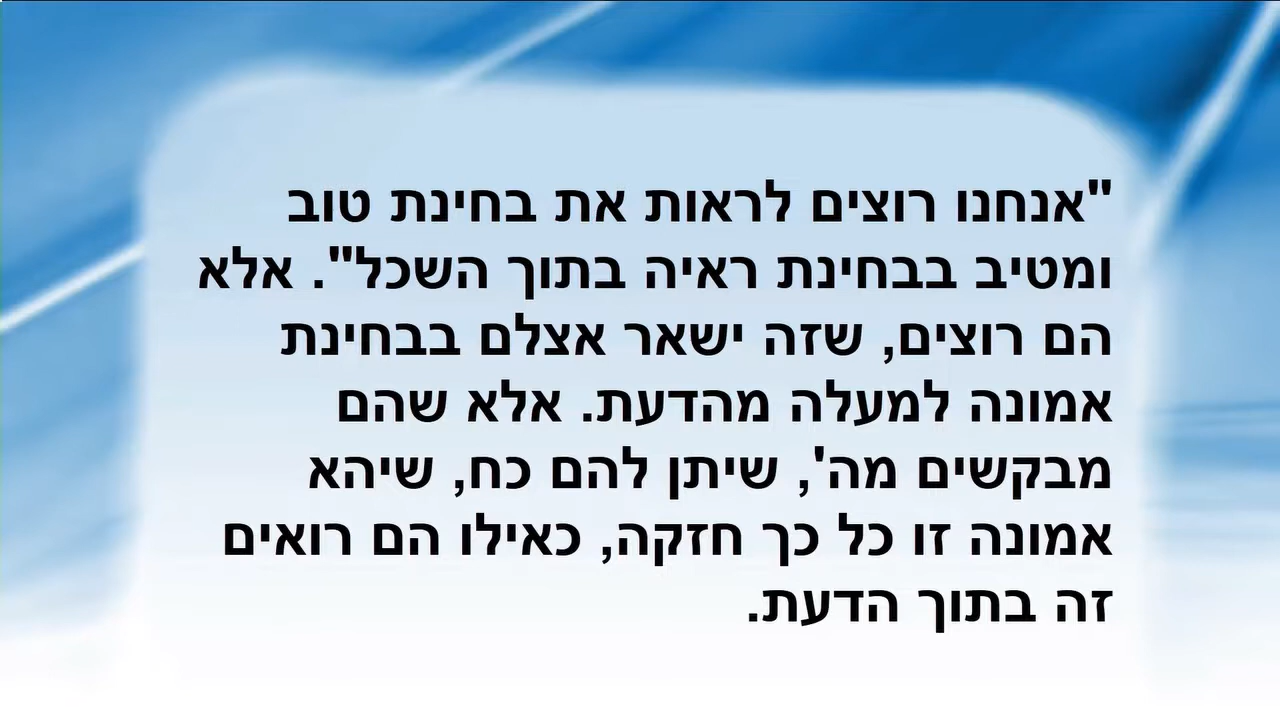 "אנחנו רוצים לראות את בחינת טוב
ומטיב בבחינת ראיה בתוך השכל". אלא
הם רוצים, שזה ישאר אצלם בבחינת
אמונה למעלה מהדעת. אלא שהם
מבקשים מה', שיתן להם כח, שיהא
אמונה זו כל כך חזקה, כאילו הם רואים
זה בתוך הדעת.